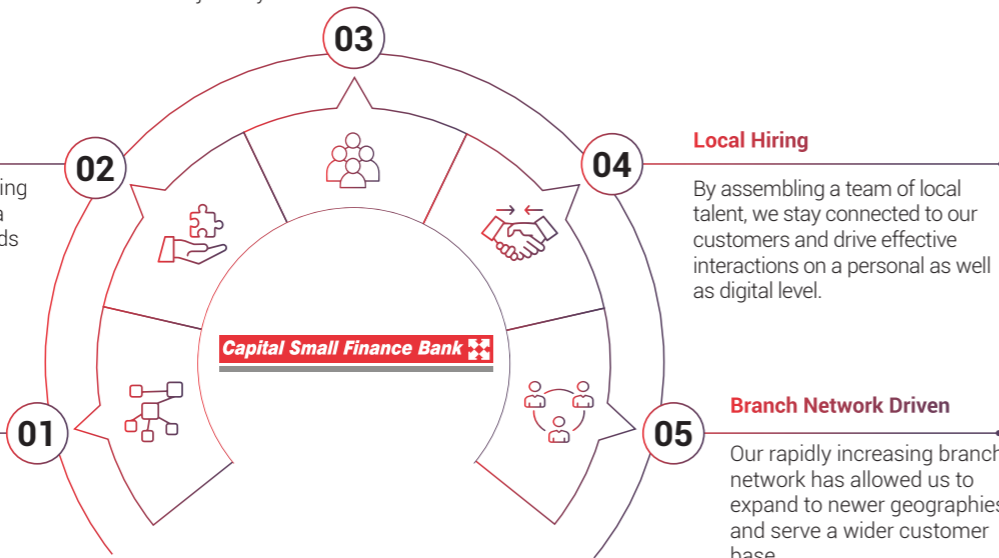 03
02
04
Local Hiring
By assembling a team of local
talent, we stay connected to our
customers and drive effective
interactions on a personal as well
as digital level.
Capital Small Finance Bank
01
05
Branch Network Driven
Our rapidly increasing branch
network has allowed us to
expand to newer geographies
and serve a wider customer
base